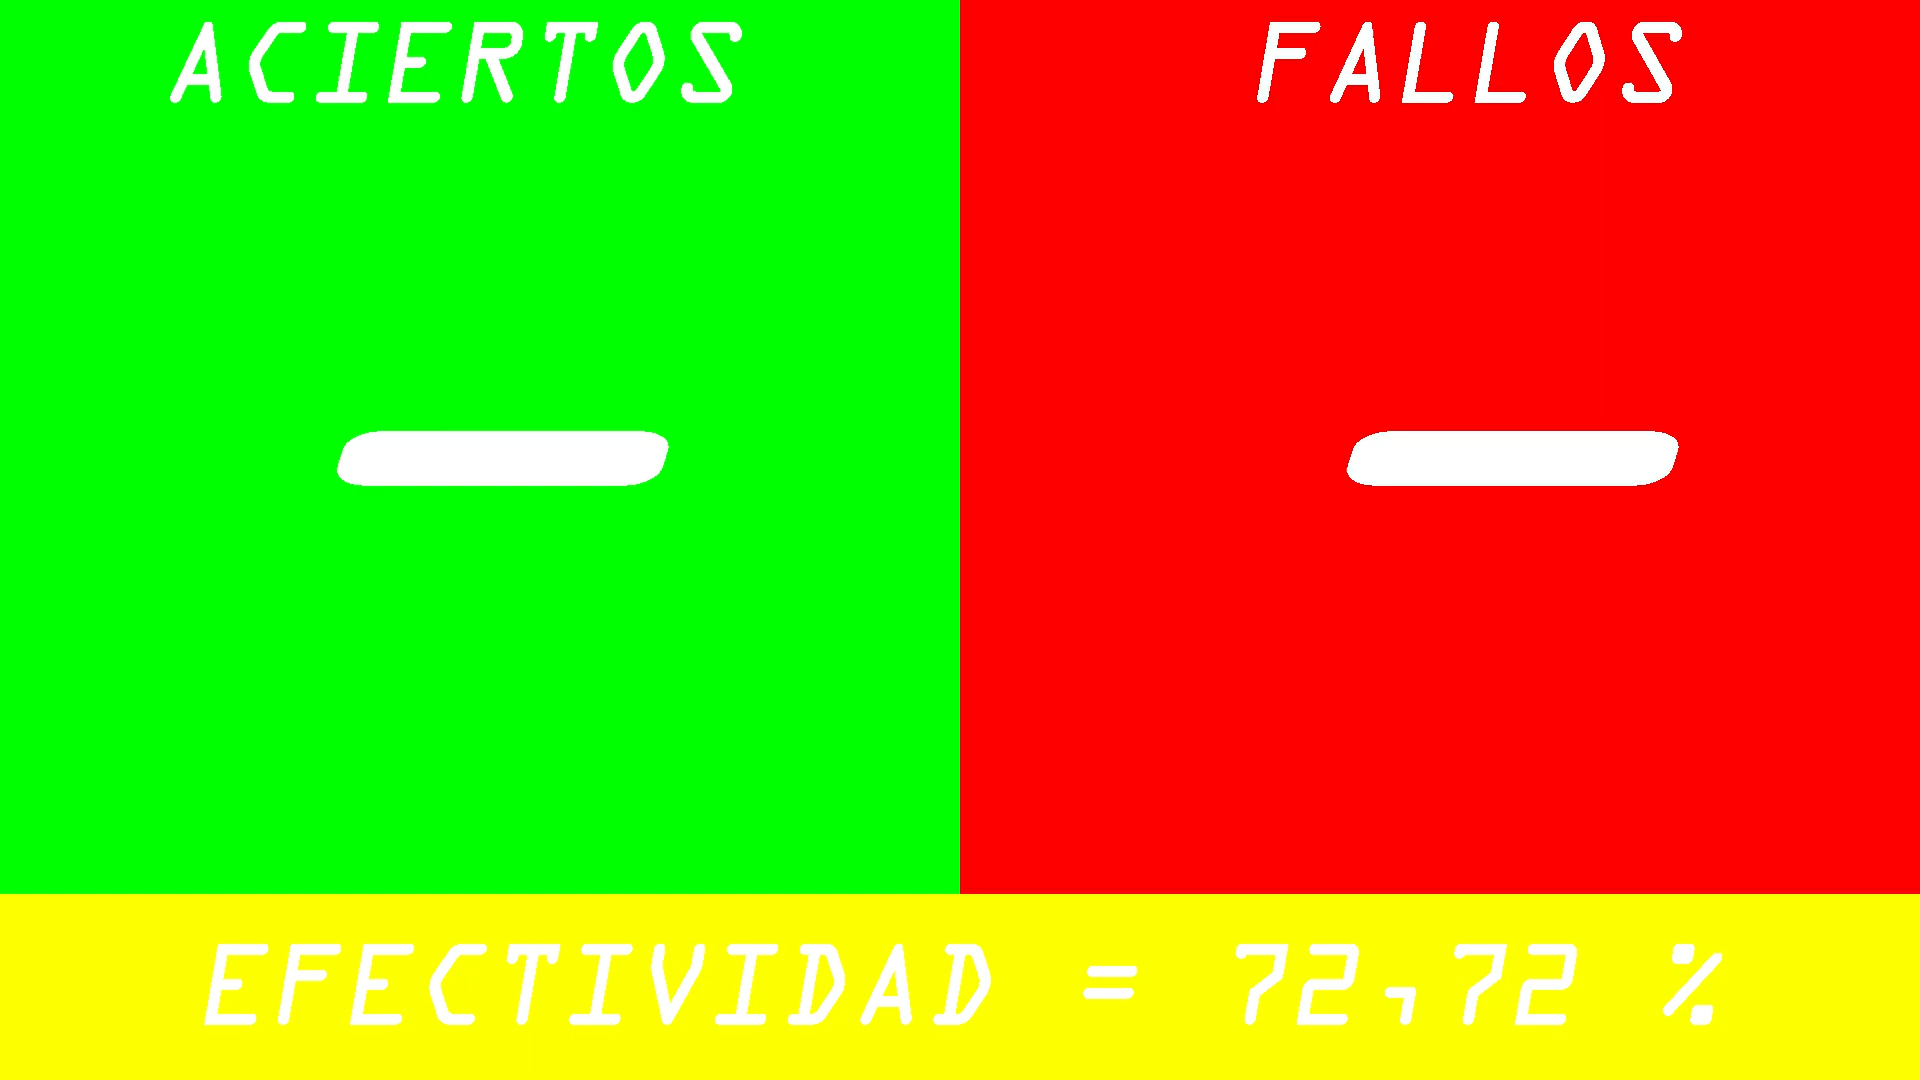 ACIERTOS FALLOS
- -
EFECTIVIDAD = 72,72 %